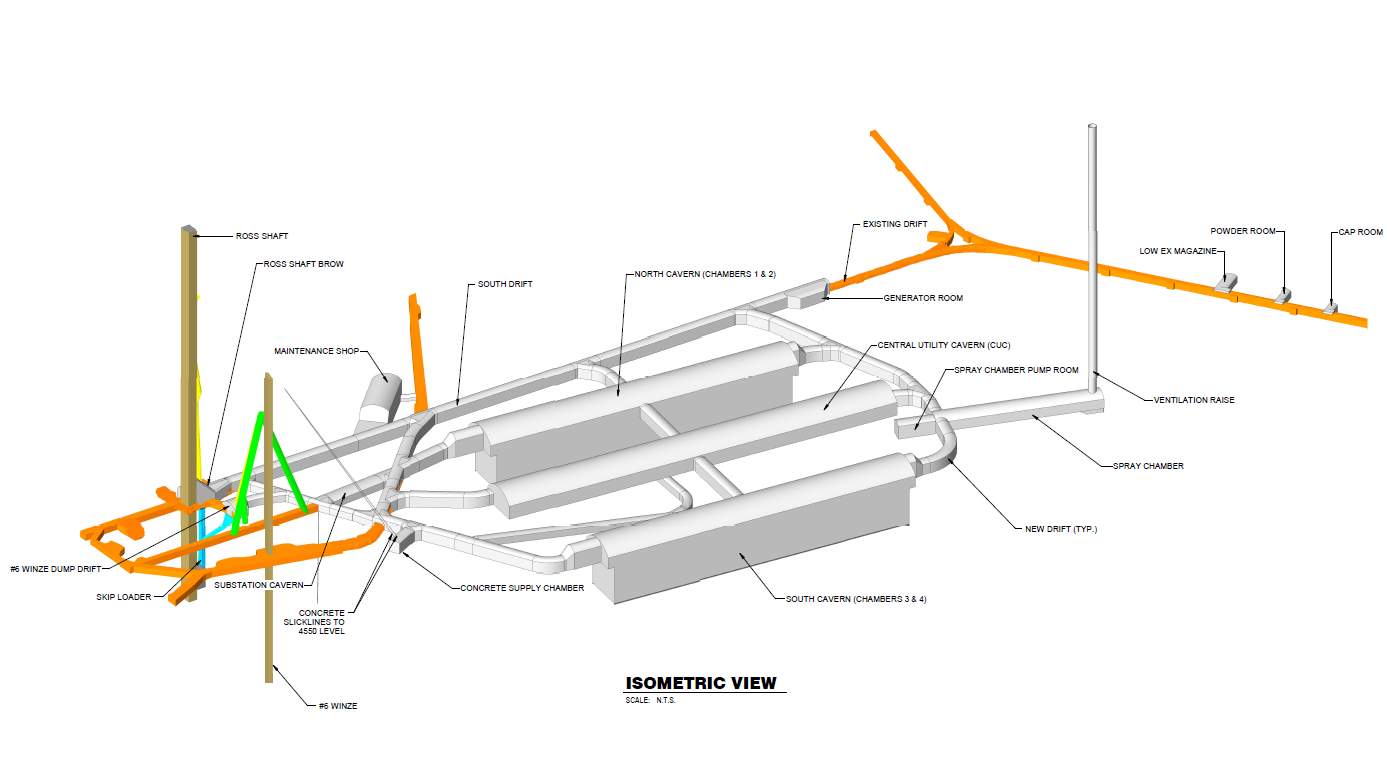 EXISTING DRIFT
POWDER ROOM
CAP ROOM
ROSS SHAFT
LOW EX MAGAZINE
ROSS SHAFT BROW
NORTH CAVERN (CHAMBERS 1 & 2)
SOUTH DRIFT
GENERATOR ROOM
MAINTENANCE SHOP
CENTRAL UTILITY CAVERN (CUC)
SPRAY CHAMBER PUMP ROOM
VENTILATION RAISE
SPRAY CHAMBER
NEW DRIFT (TYP.)
#6 WINZE DUMP DRIFT
SUBSTATION CAVERN
CONCRETE SUPPLY CHAMBER
SKIP LOADER
SOUTH CAVERN (CHAMBERS 3 & 4)
CONCRETE
SLICKLINES TO
4550 LEVEL
ISOMETRIC VIEW
SCALE: N.T.S.
#6 WINZE